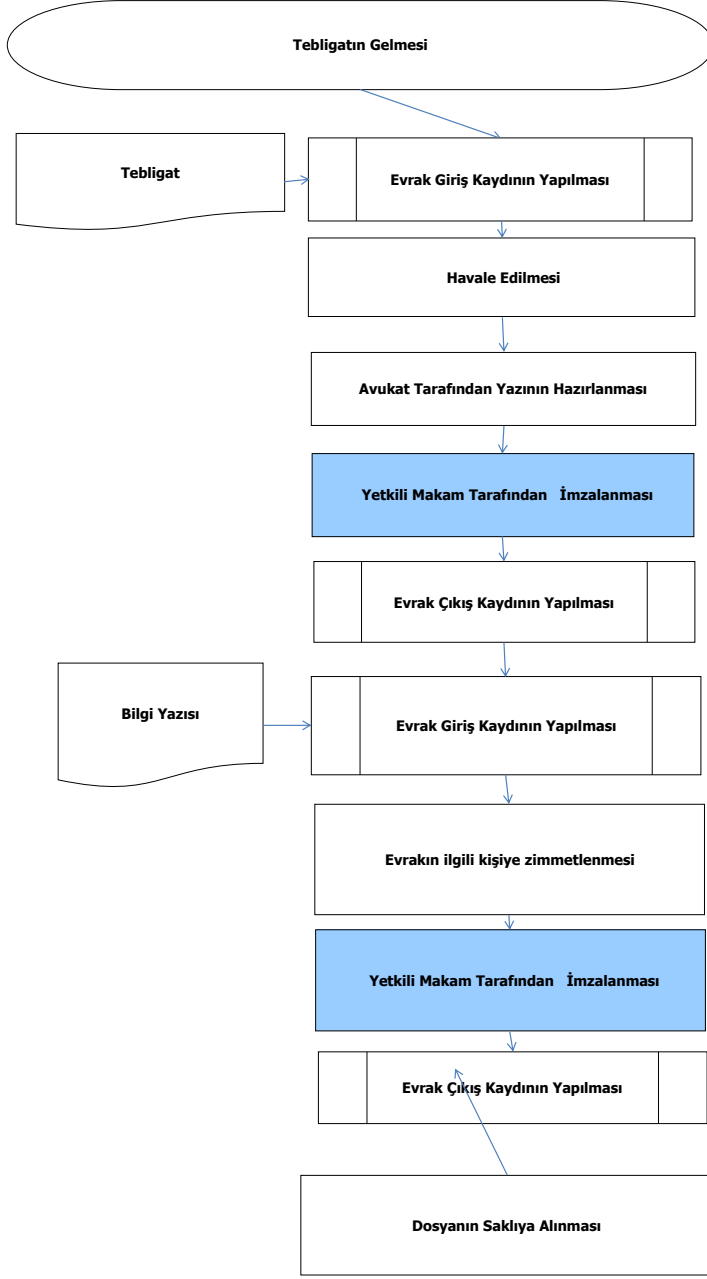 Tebligatın Gelmesi
Tebligat
Evrak Giriş Kaydının Yapılması
Havale Edilmesi
Avukat Tarafından Yazının Hazırlanması
Yetkili Makam Tarafından İmzalanması
Evrak Çıkış Kaydının Yapılması
Bilgi Yazısı
Evrak Giriş Kaydının Yapılması
Evrakın ilgili kişiye zimmetlenmesi
Yetkili Makam Tarafından İmzalanması
Evrak Çıkış Kaydının Yapılması
Dosyanın Saklıya Alınması